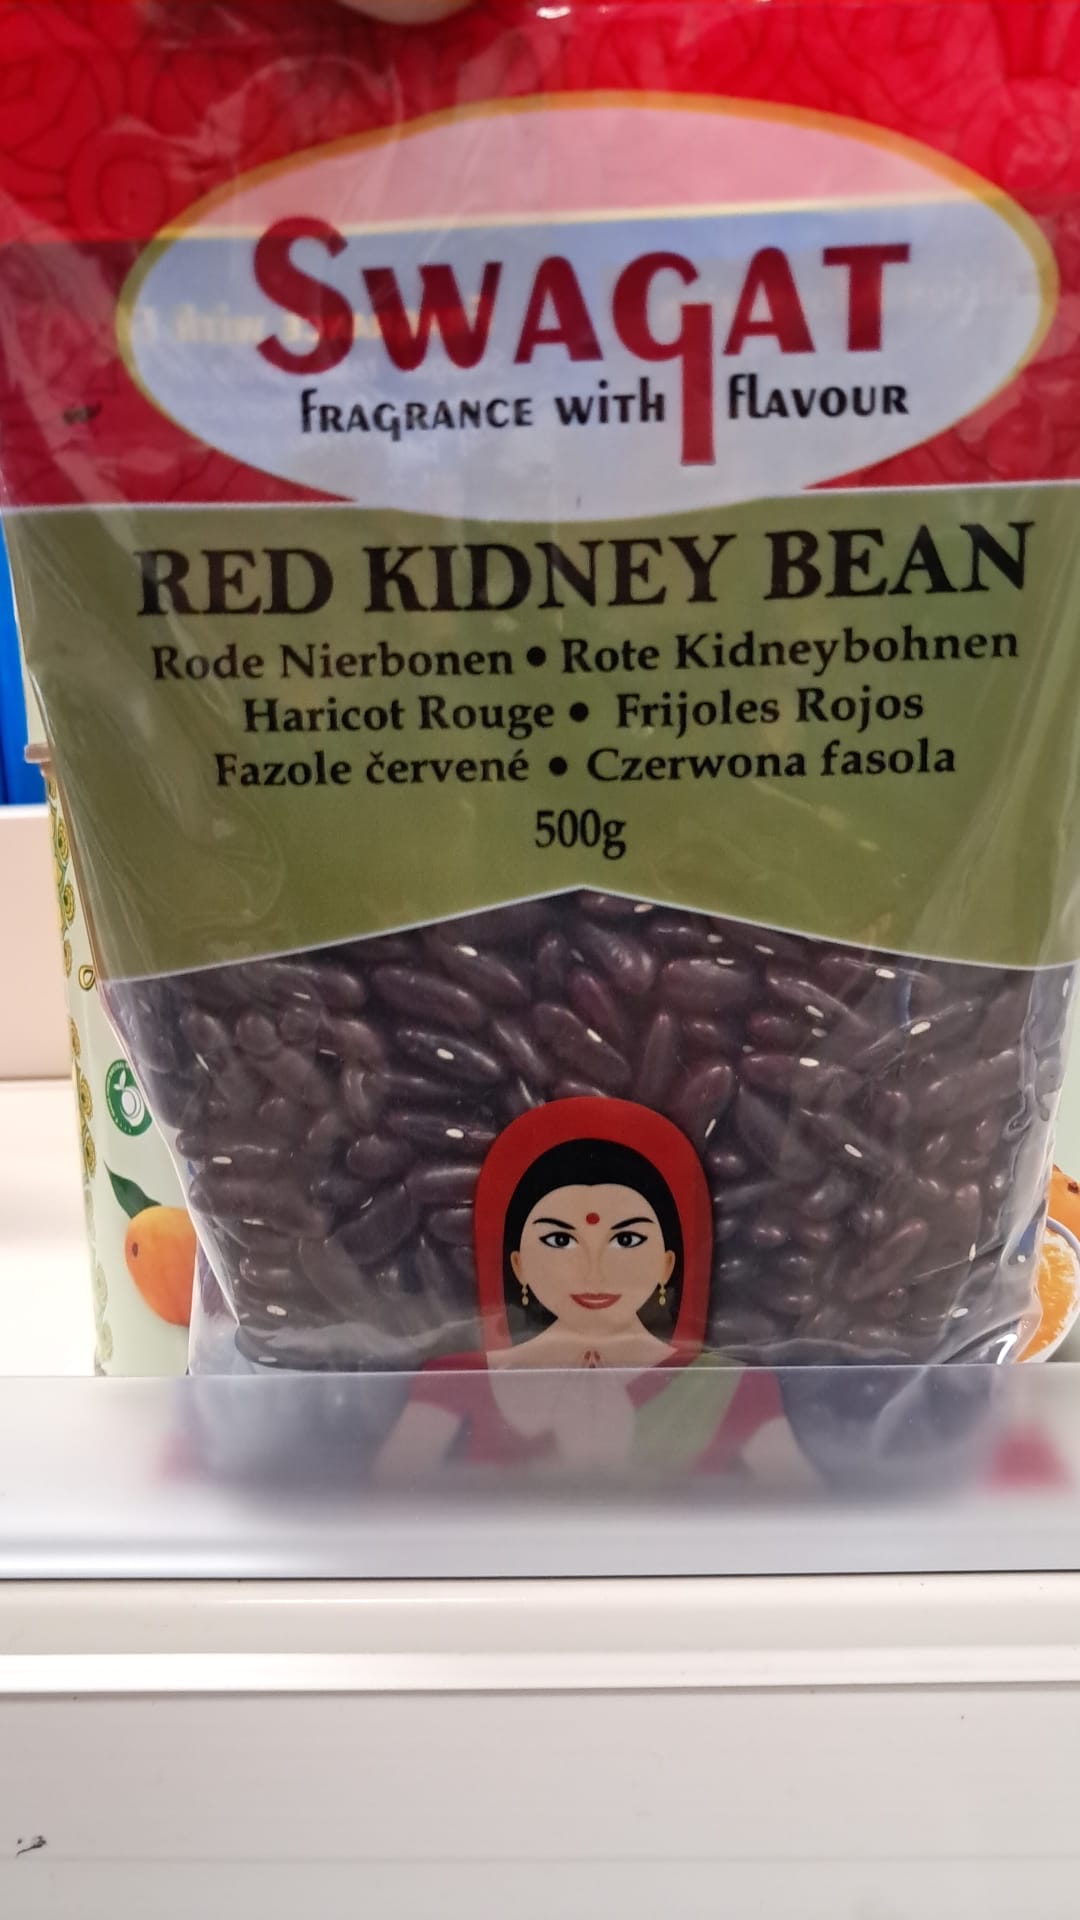 SWAGAT
FRAGRANCE WITH FLAVOUR
RED KIDNEY BEAN
Rode Nierbonen • Rote Kidneybohnen
Haricot Rouge • Frijoles Rojos
Fazole červené • Czerwona fasola
500g